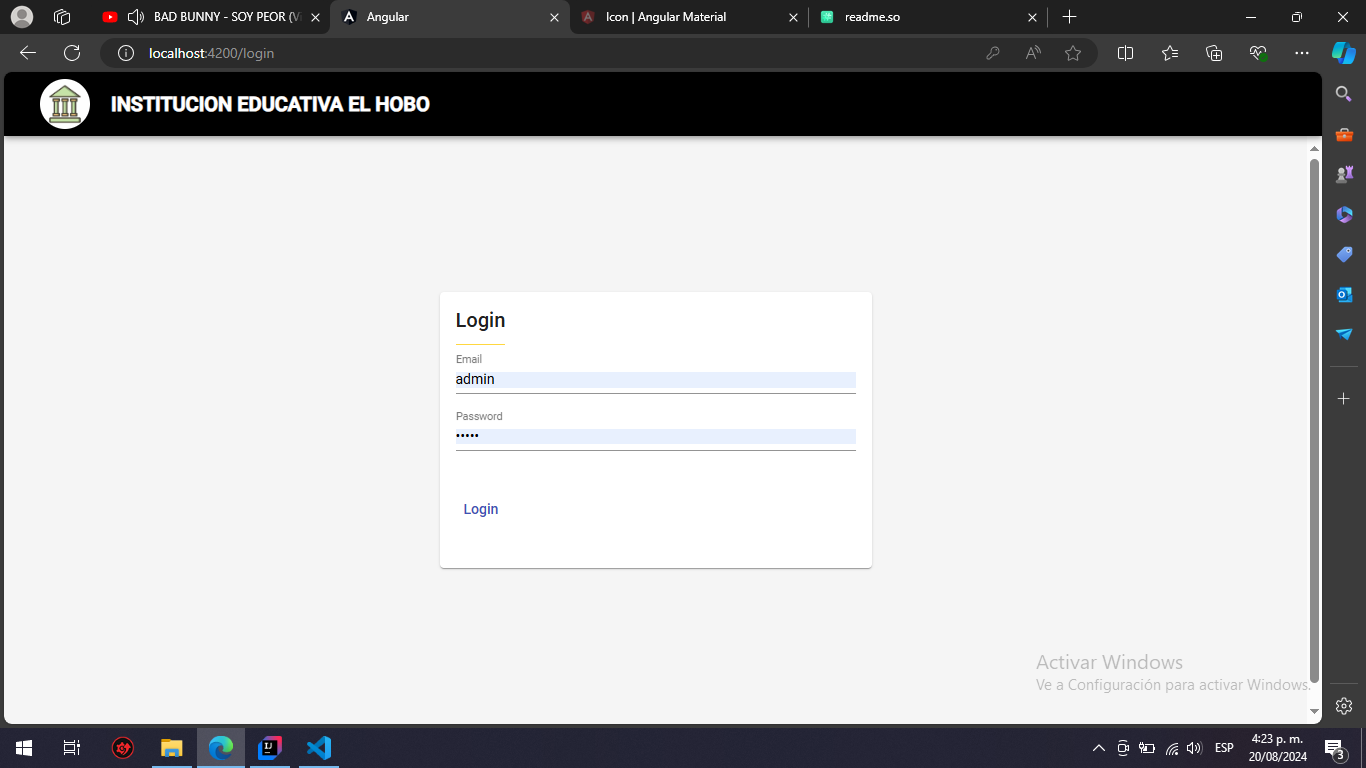 BAD BUNNY - SOY PEOR (Vi
Angular
Icon | Angular Material
readme.so
localhost:4200/login
INSTITUCION EDUCATIVA EL HOBO
Login
Email
admin
Password
•••••
Login
Activar Windows
Ve a Configuración para activar Windows.
ESP
4:23 p. m.
20/08/2024
3